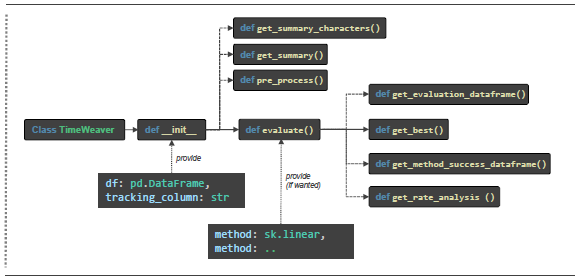 def get_summary_characters()
def get_summary()
def pre_process()
def get_evaluation_dataframe()
Class TimeWeaver
def __init__
def evaluate()
def get_best()
provide
def get_method_success_dataframe()
df: pd.DataFrame,
tracking_column: str
provide
(if wanted)
def get_rate_analysis ()
method: sk.linear,
method: ..